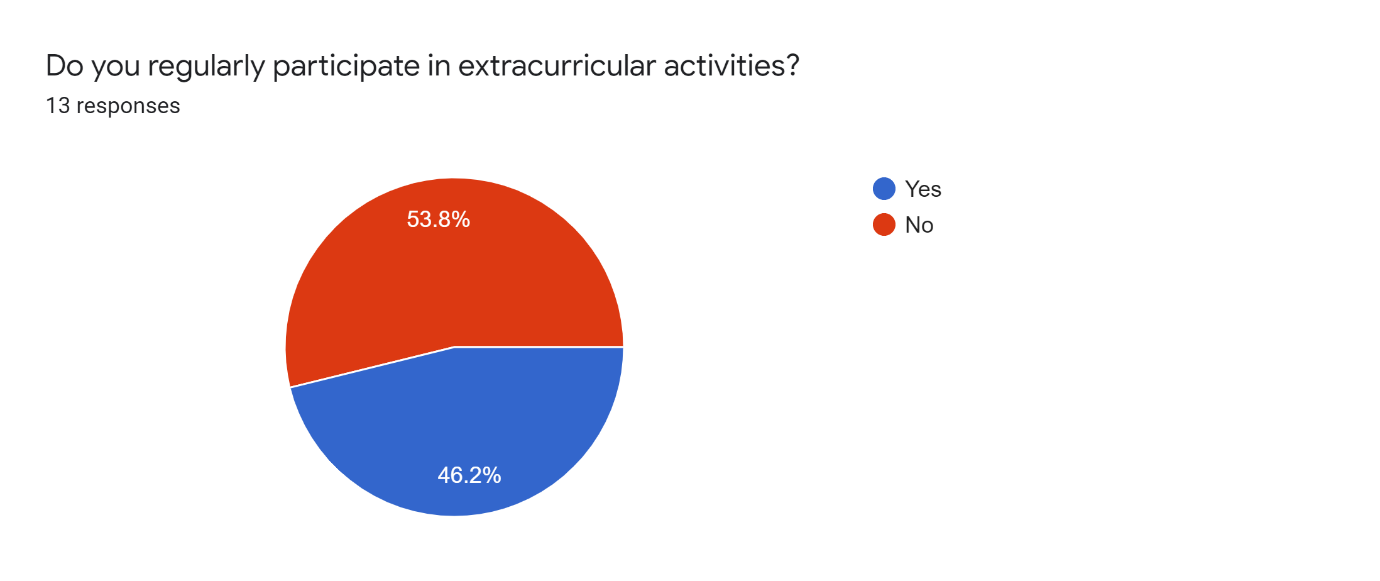 Do you regularly participate in extracurricular activities?
13 responses
53.8%
46.2%
Yes
No